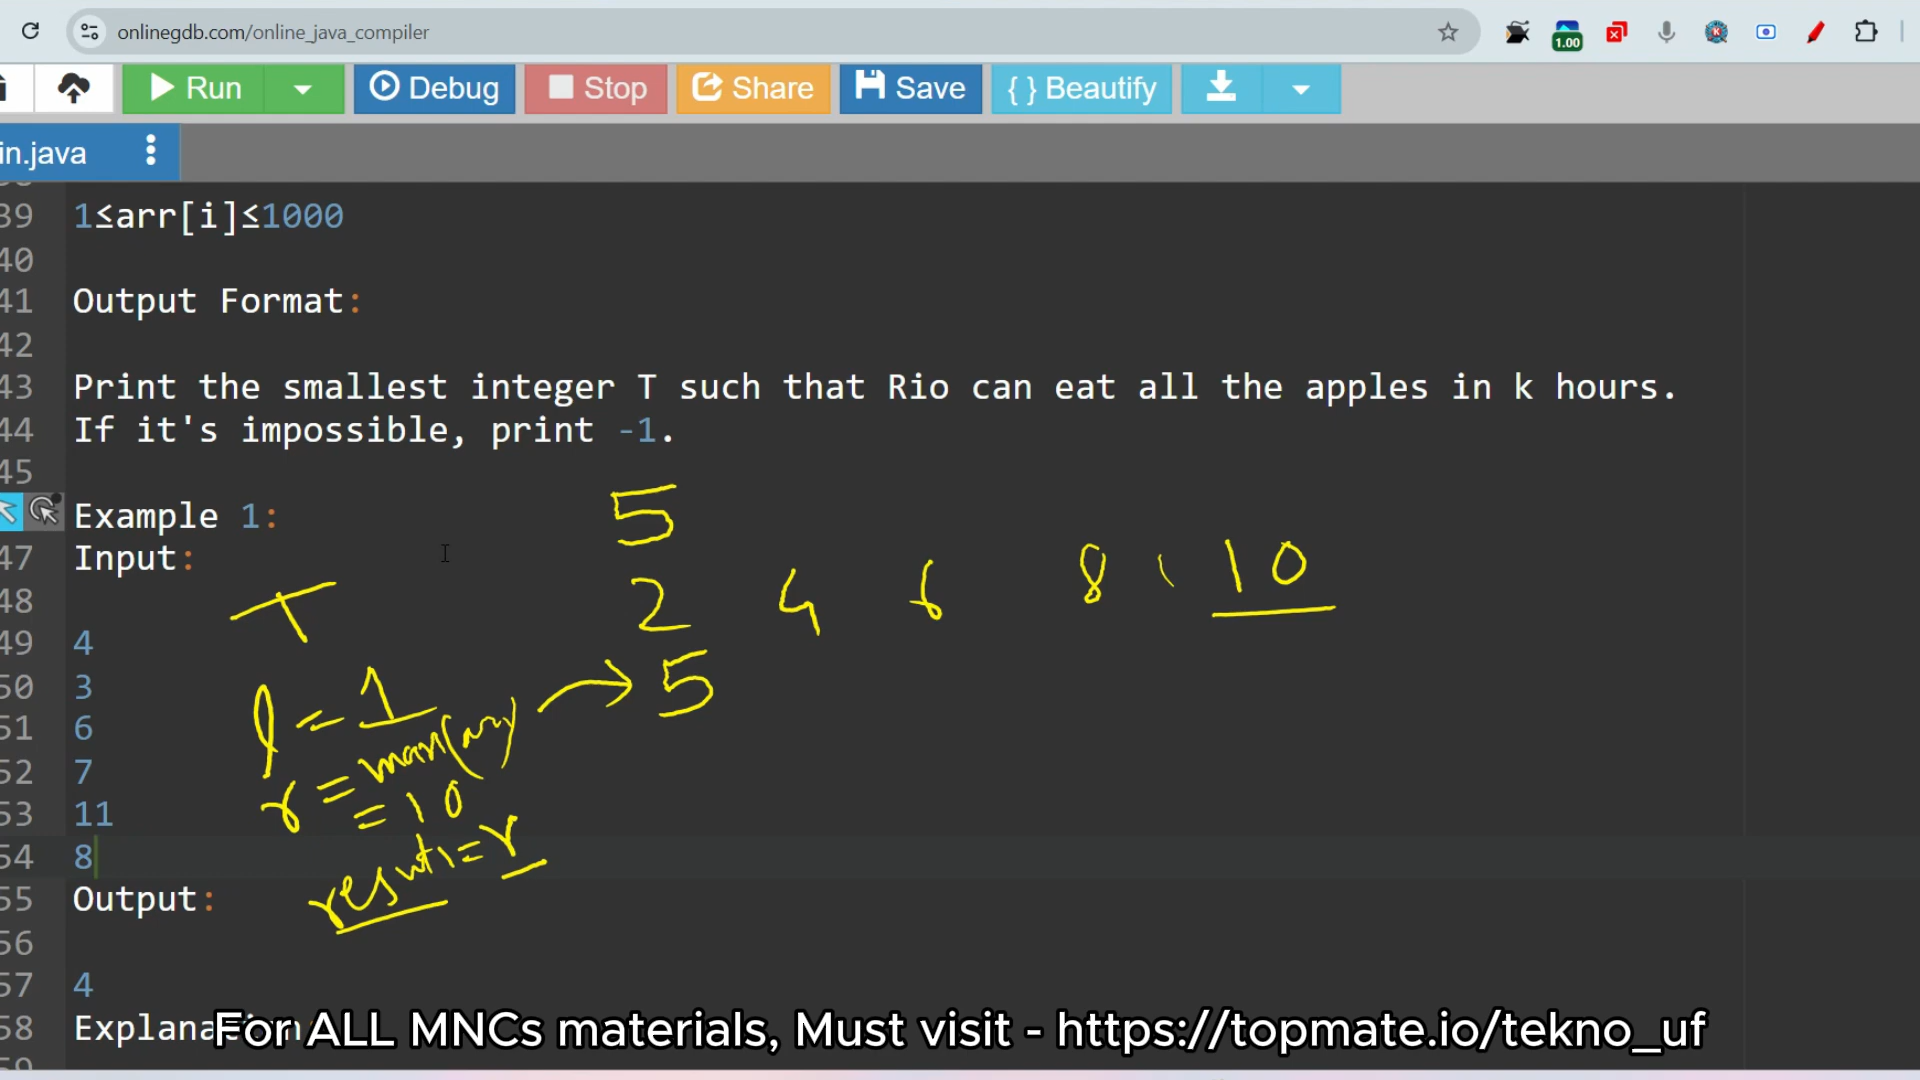 onlinegdb.com/online_java_compiler
1.00
Run Debug Stop Share Save { } Beautify
in.java
39 1≤arr[i]≤1000
40
41 Output Format:
42
43 Print the smallest integer T such that Rio can eat all the apples in k hours.
44 If it's impossible, print -1.
45
Example 1:
47 Input:
48
49 4
50 3
51 6
52 7
53 11
54 8
55 Output:
56
57 4
58
5
2 4 6 8 10
T
l = 1
5
r = max(arr)
= 10
result = r
For ALL MNCs materials, Must visit - https://topmate.io/tekno_uf